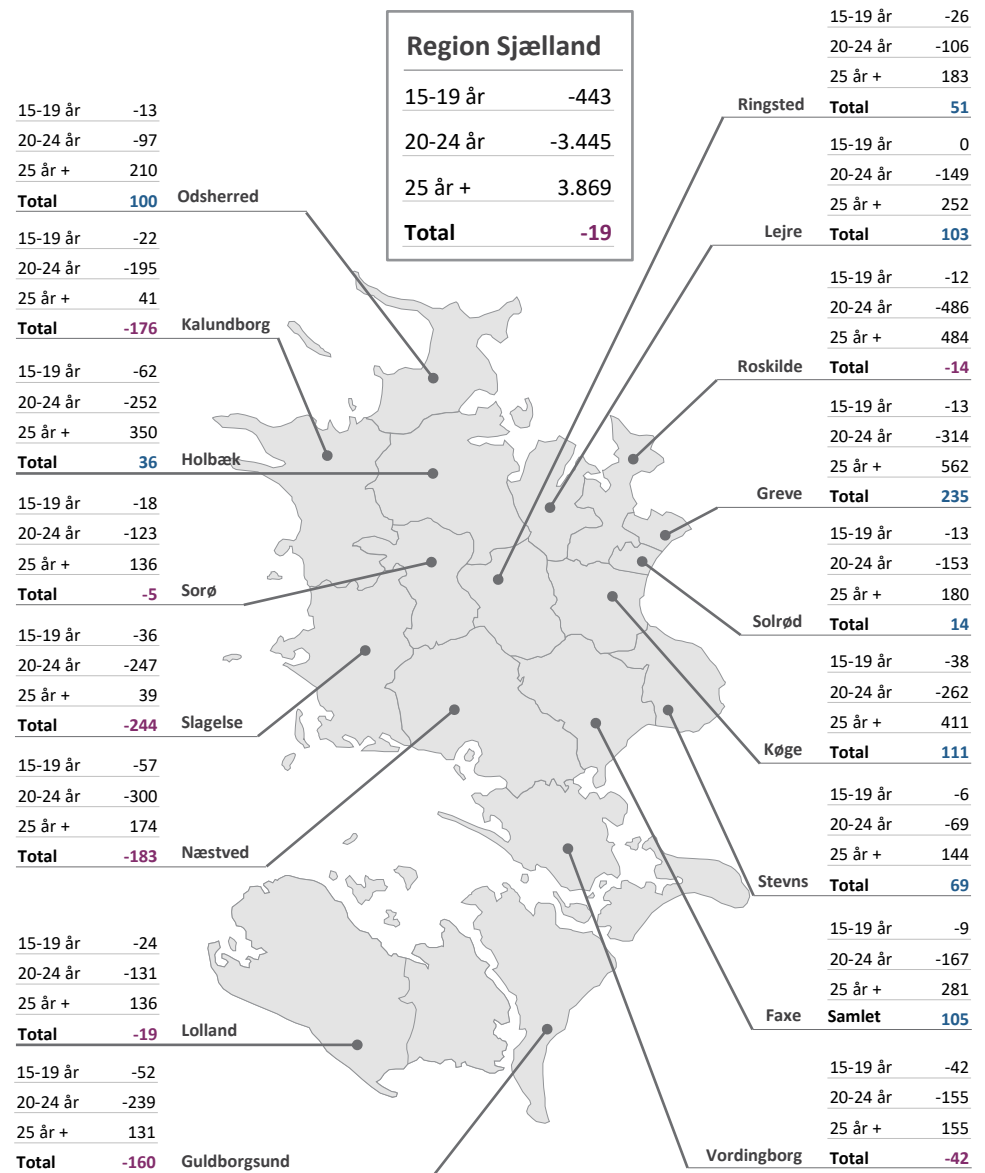 Region Sjælland
15-19 år -443
20-24 år -3.445
25 år + 3.869
Total -19
15-19 år -13
20-24 år -97
25 år + 210
Total 100 Odsherred
15-19 år -22
20-24 år -195
25 år + 41
Total -176 Kalundborg
15-19 år -62
20-24 år -252
25 år + 350
Total 36 Holbæk
15-19 år -18
20-24 år -123
25 år + 136
Total -5 Sorø
15-19 år -36
20-24 år -247
25 år + 39
Total -244 Slagelse
15-19 år -57
20-24 år -300
25 år + 174
Total -183 Næstved
15-19 år -24
20-24 år -131
25 år + 136
Total -19 Lolland
15-19 år -52
20-24 år -239
25 år + 131
Total -160 Guldborgsund
15-19 år -26
20-24 år -106
25 år + 183
Ringsted Total 51
15-19 år 0
20-24 år -149
25 år + 252
Lejre Total 103
15-19 år -12
20-24 år -486
25 år + 484
Roskilde Total -14
15-19 år -13
20-24 år -314
25 år + 562
Greve Total 235
15-19 år -13
20-24 år -153
25 år + 180
Solrød Total 14
15-19 år -38
20-24 år -262
25 år + 411
Køge Total 111
15-19 år -6
20-24 år -69
25 år + 144
Stevns Total 69
15-19 år -9
20-24 år -167
25 år + 281
Faxe Samlet 105
15-19 år -42
20-24 år -155
25 år + 155
Vordingborg Total -42